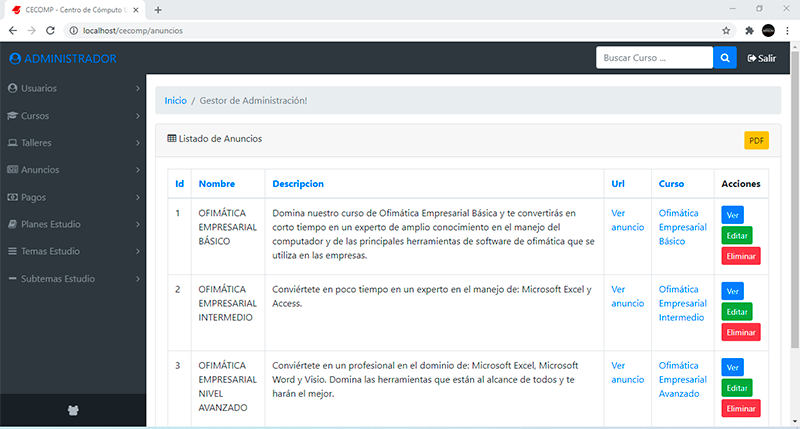 CECOMP - Centro de Cómputo
localhost/cecomp/anuncios
ADMINISTRADOR
Buscar Curso ...
Salir
Usuarios
Cursos
Talleres
Anuncios
Pagos
Planes Estudio
Temas Estudio
Subtemas Estudio
Inicio / Gestor de Administración!
Listado de Anuncios
PDF
Id Nombre Descripcion Url Curso Acciones
1
OFIMÁTICA
EMPRESARIAL
BÁSICO
Domina nuestro curso de Ofimática Empresarial Básica y te convertirás en
corto tiempo en un experto de amplio conocimiento en el manejo del
computador y de las principales herramientas de software de ofimática que se
utiliza en las empresas.
Ver
anuncio
Ofimática
Empresarial
Básico
Ver
Editar
Eliminar
2
OFIMÁTICA
EMPRESARIAL
INTERMEDIO
Conviértete en poco tiempo en un experto en el manejo de: Microsoft Excel y
Access.
Ver
anuncio
Ofimática
Empresarial
Intermedio
Ver
Editar
Eliminar
3
OFIMÁTICA
EMPRESARIAL
NIVEL
AVANZADO
Conviértete en un profesional en el dominio de: Microsoft Excel, Microsoft
Word y Visio. Domina las herramientas que están al alcance de todos y te
harán el mejor.
Ver
anuncio
Ofimática
Empresarial
Avanzado
Ver
Editar
Eliminar